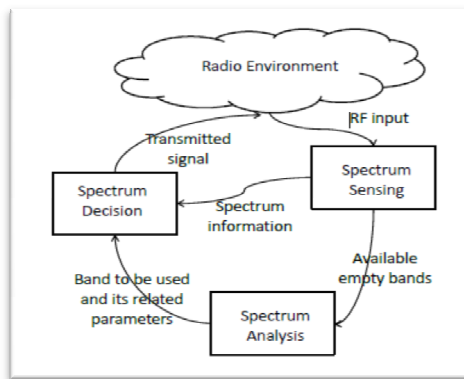 Radio Environment
RF input
Transmitted
signal
Spectrum
Sensing
Spectrum
Decision
Spectrum
information
Available
empty bands
Band to be used
and its related
parameters
Spectrum
Analysis